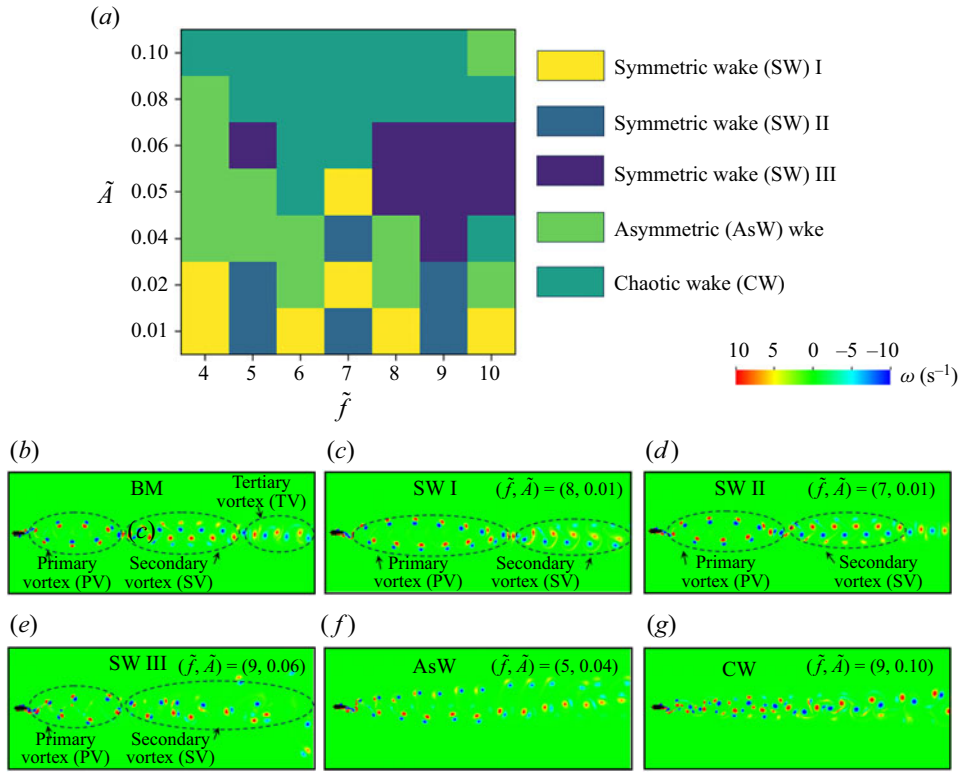 (a)
0.10
0.08
0.06
0.05
0.04
0.02
0.01
Ã
4 5 6 7 8 9 10
f̃
Symmetric wake (SW) I
Symmetric wake (SW) II
Symmetric wake (SW) III
Asymmetric (AsW) wke
Chaotic wake (CW)
10 5 0 −5 −10
ω (s⁻¹)
(b)
BM
Tertiary
vortex (TV)
(c)
Primary
vortex (PV)
Secondary
vortex (SV)
(c)
SW I
(f̃, Ã) = (8, 0.01)
Primary
vortex (PV)
Secondary
vortex (SV)
(d)
SW II
(f̃, Ã) = (7, 0.01)
Primary
vortex (PV)
Secondary
vortex (SV)
(e)
SW III
(f̃, Ã) = (9, 0.06)
Primary
vortex (PV)
Secondary
vortex (SV)
(f)
AsW
(f̃, Ã) = (5, 0.04)
(g)
CW
(f̃, Ã) = (9, 0.10)